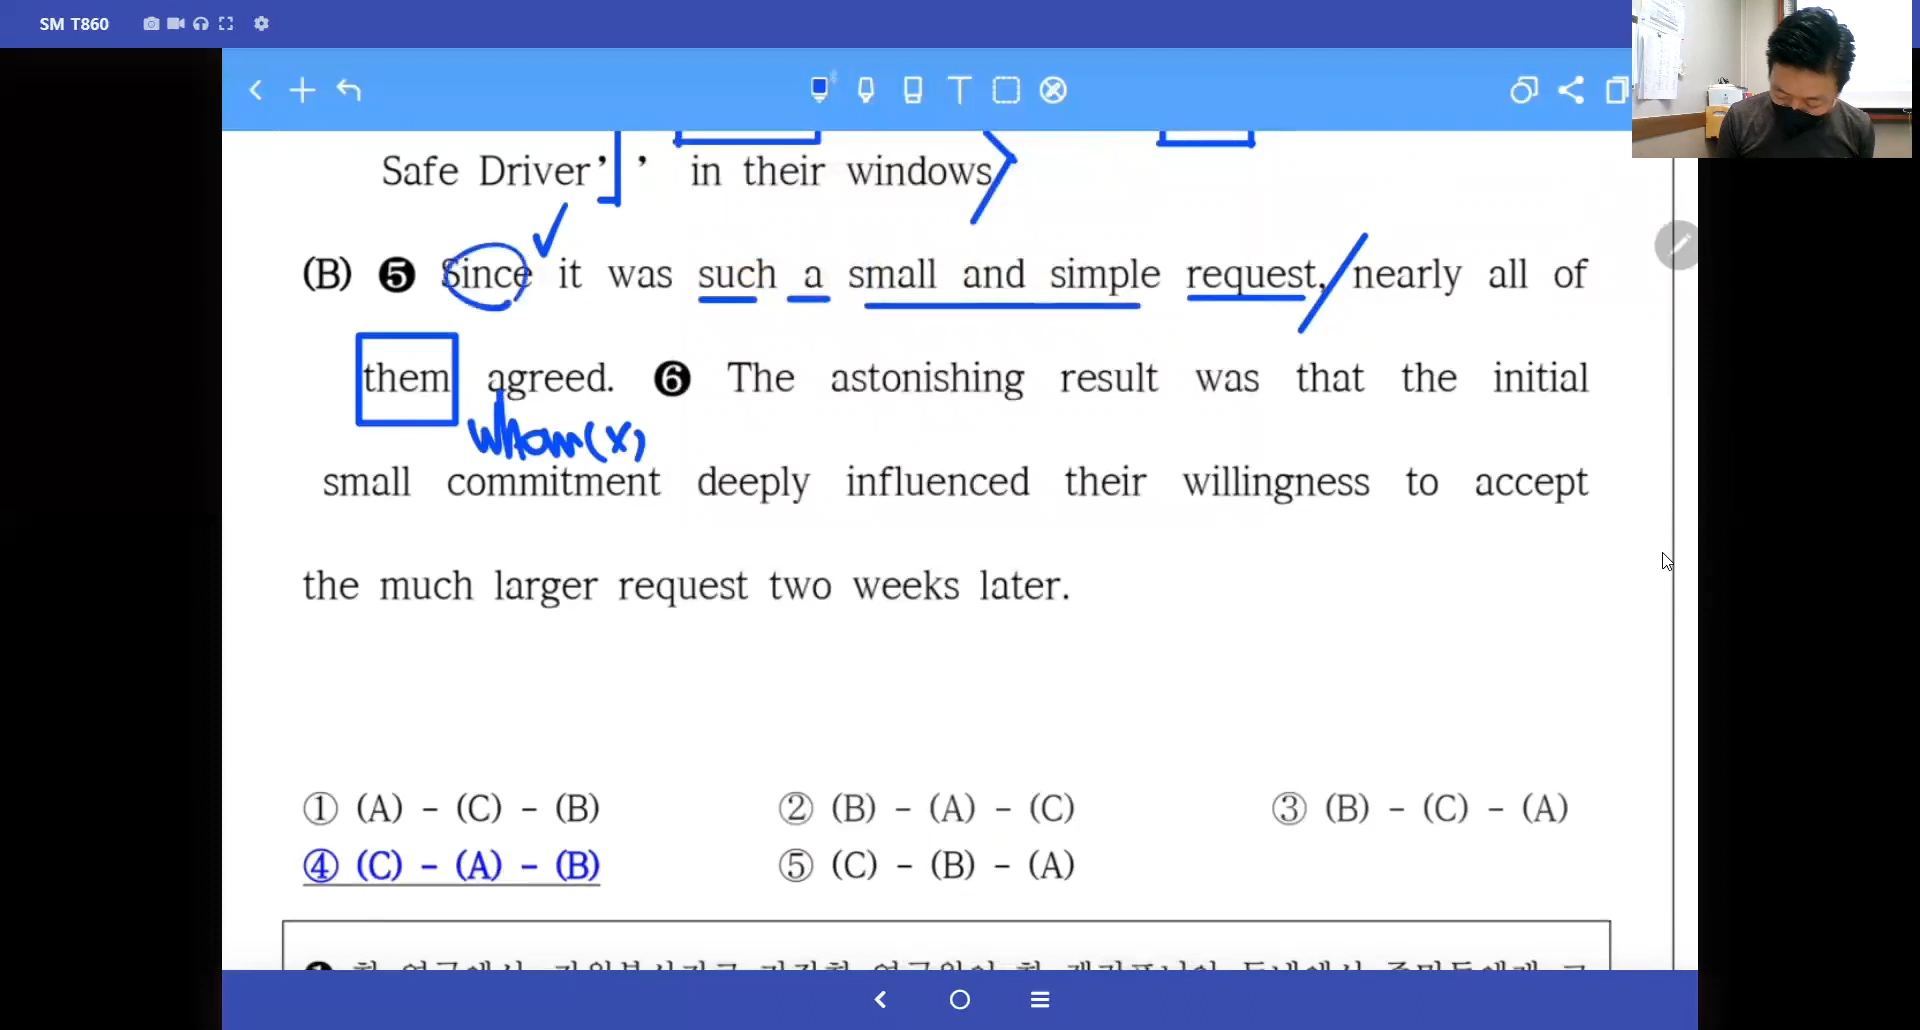 SM T860
Safe Driver’ ’ in their windows
(B) ❺ Since it was such a small and simple request, nearly all of
them agreed. ❻ The astonishing result was that the initial
whom(x)
small commitment deeply influenced their willingness to accept
the much larger request two weeks later.
① (A) - (C) - (B) ② (B) - (A) - (C) ③ (B) - (C) - (A)
④ (C) - (A) - (B) ⑤ (C) - (B) - (A)